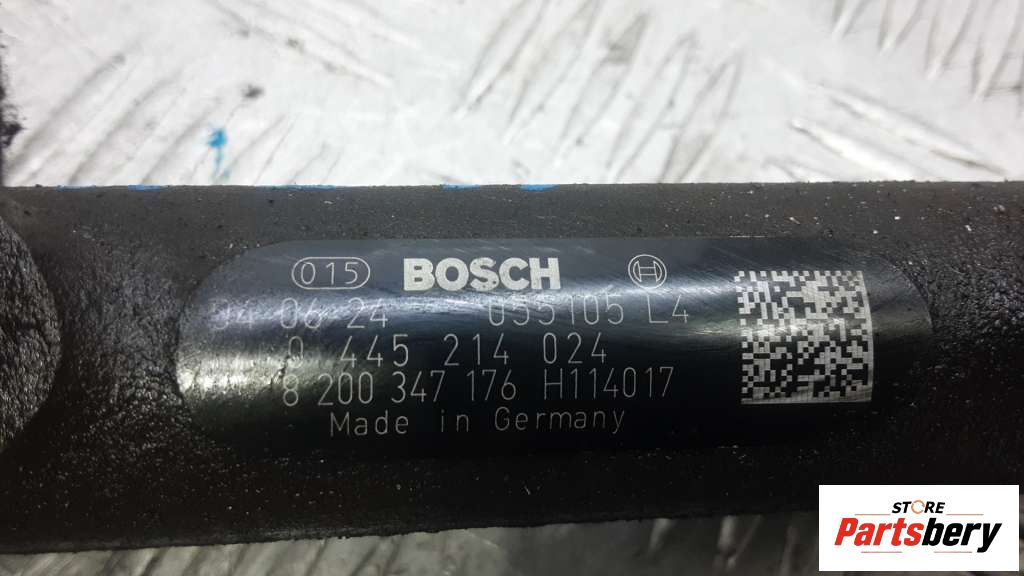 015 BOSCH
04 06 24 055105 L4
0 445 214 024
8 200 347 176 H114017
Made in Germany
STORE
Partsbery